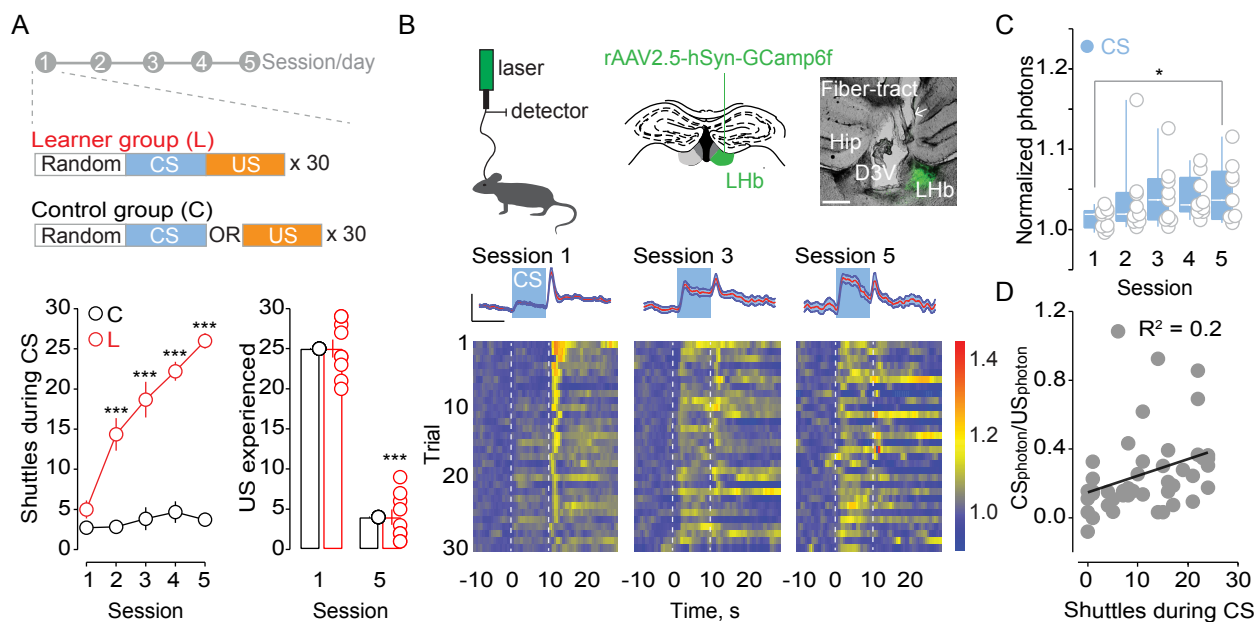 A
1 2 3 4 5 Session/day
Learner group (L)
Random CS US x 30
Control group (C)
Random CS OR US x 30
Shuttles during CS
30
25
20
15
10
5
0
C
L
***
***
***
***
1 2 3 4 5
Session
US experienced
30
25
20
15
10
5
0
***
1 5
Session
B
laser
detector
rAAV2.5-hSyn-GCamp6f
LHb
Fiber-tract
Hip
D3V
LHb
Session 1
Session 3
Session 5
CS
Trial
1
10
20
30
-10 0 10 20
-10 0 10 20
-10 0 10 20
Time, s
1.4
1.2
1.0
C
CS
Normalized photons
1.2
1.1
1.0
*
1 2 3 4 5
Session
D
CSphoton/USphoton
1.2
0.8
0.4
0.0
R² = 0.2
0 10 20 30
Shuttles during CS